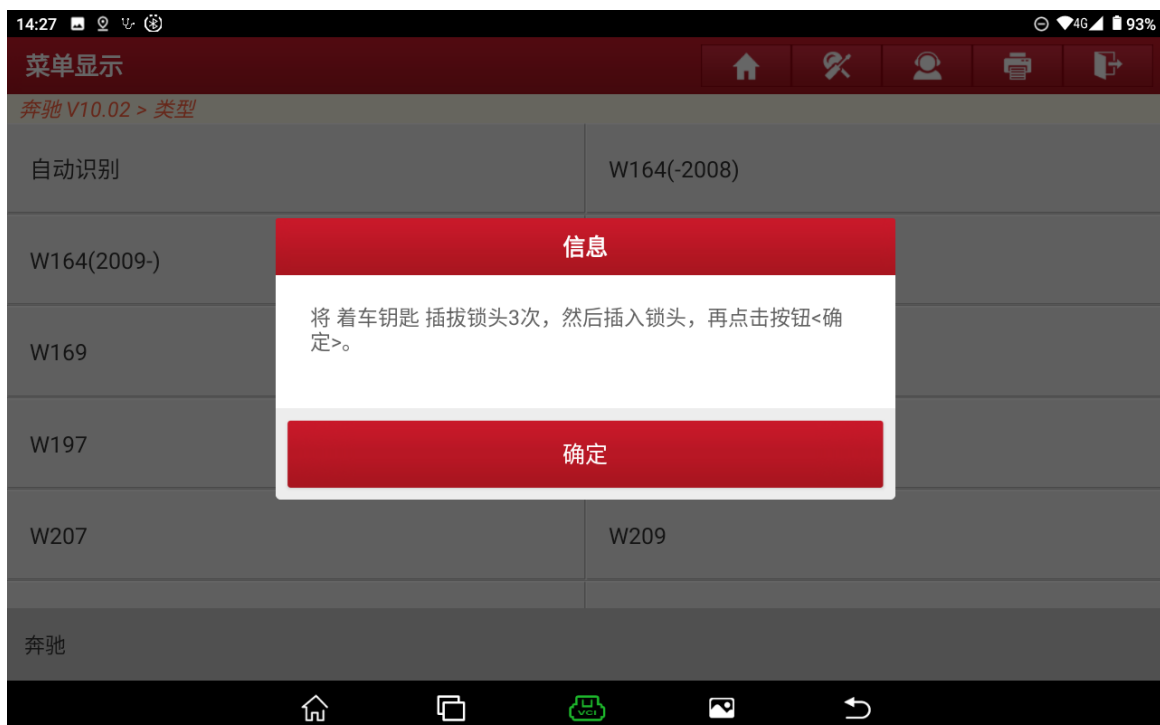 14:27
4G 93%
菜单显示
奔驰 V10.02 > 类型
自动识别
W164(-2008)
W164(2009-)
信息
将 着车钥匙 插拔锁头3次，然后插入锁头，再点击按钮<确
定>。
W169
W197
确定
W207
W209
奔驰
VCI